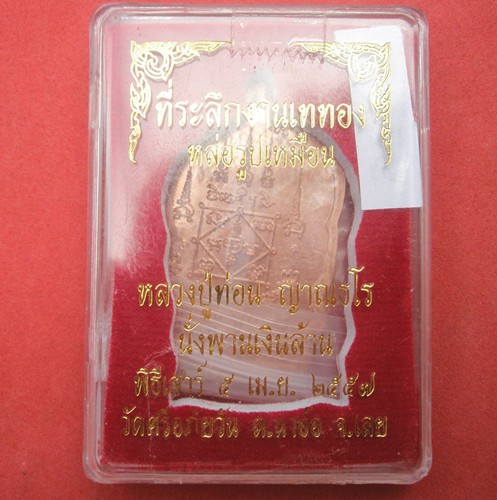 ที่ระลึกงานเททอง
หล่อรูปเหมือน
หลวงปู่ท่อน ญาณธโร
นั่งพานเงินล้าน
พิธีเสาร์ ๕ เม.ย. ๒๕๕๗
วัดศรีอภัยวัน ต.นาอ้อ จ.เลย